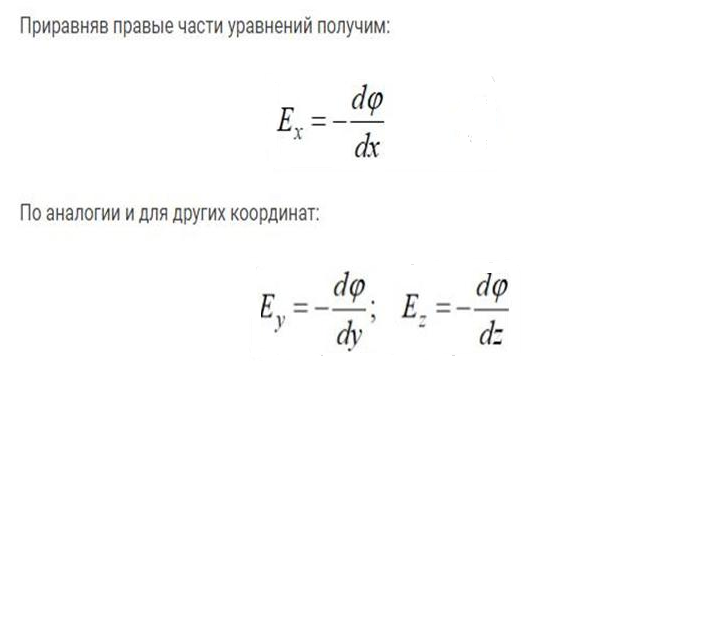 Приравняв правые части уравнений получим:
E_x = -dφ/dx
По аналогии и для других координат:
E_y = -dφ/dy; E_z = -dφ/dz